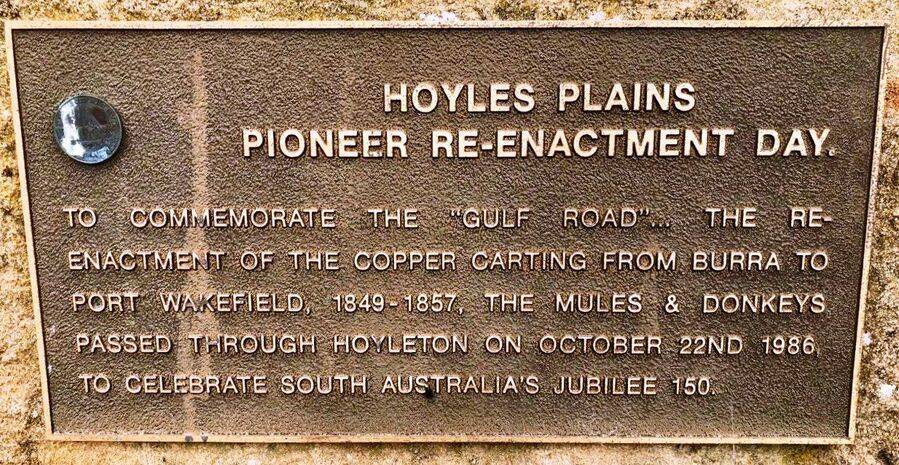 HOYLES PLAINS
PIONEER RE-ENACTMENT DAY.
TO COMMEMORATE THE "GULF ROAD"... THE RE-
ENACTMENT OF THE COPPER CARTING FROM BURRA TO
PORT WAKEFIELD, 1849-1857, THE MULES & DONKEYS
PASSED THROUGH HOYLETON ON OCTOBER 22ND 1986,
TO CELEBRATE SOUTH AUSTRALIA'S JUBILEE 150.